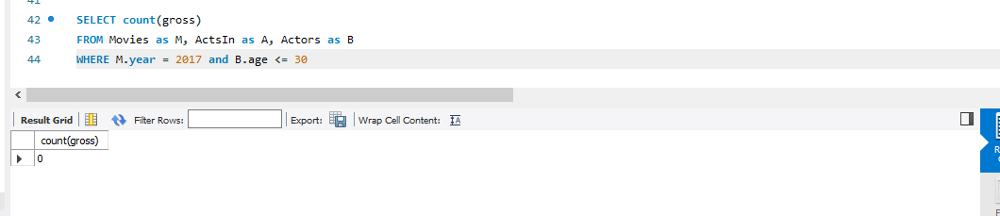 41
42 SELECT count(gross)
43 FROM Movies as M, ActsIn as A, Actors as B
44 WHERE M.year = 2017 and B.age <= 30
Result Grid Filter Rows: Export: Wrap Cell Content: IA
count(gross)
0